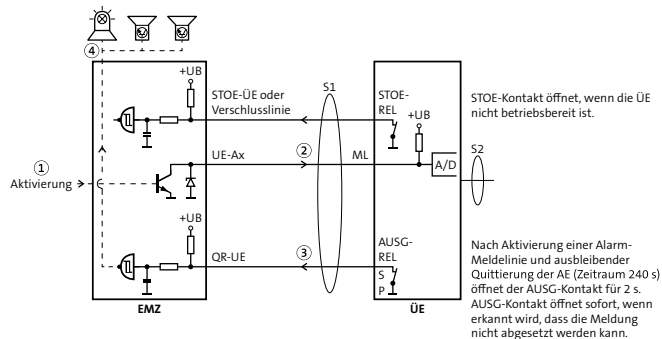 ④
+UB
STOE-ÜE oder
Verschlusslinie
S1
STOE-
REL
+UB
STOE-Kontakt öffnet, wenn die ÜE
nicht betriebsbereit ist.
①
Aktivierung
UE-Ax
②
ML
A/D
S2
+UB
QR-UE
③
AUSG-
REL
S
P
Nach Aktivierung einer Alarm-
Meldelinie und ausbleibender
Quittierung der AE (Zeitraum 240 s)
öffnet der AUSG-Kontakt für 2 s.
AUSG-Kontakt öffnet sofort, wenn
erkannt wird, dass die Meldung
nicht abgesetzt werden kann.
EMZ
ÜE